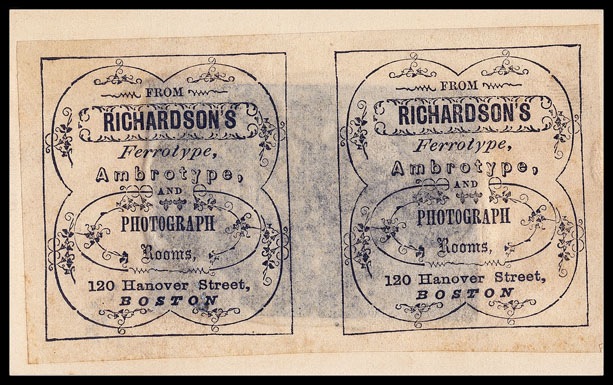 FROM
RICHARDSON'S
Ferrotype,
Ambrotype,
AND
PHOTOGRAPH
Rooms,
120 Hanover Street,
BOSTON
FROM
RICHARDSON'S
Ferrotype,
Ambrotype,
AND
PHOTOGRAPH
Rooms,
120 Hanover Street,
BOSTON